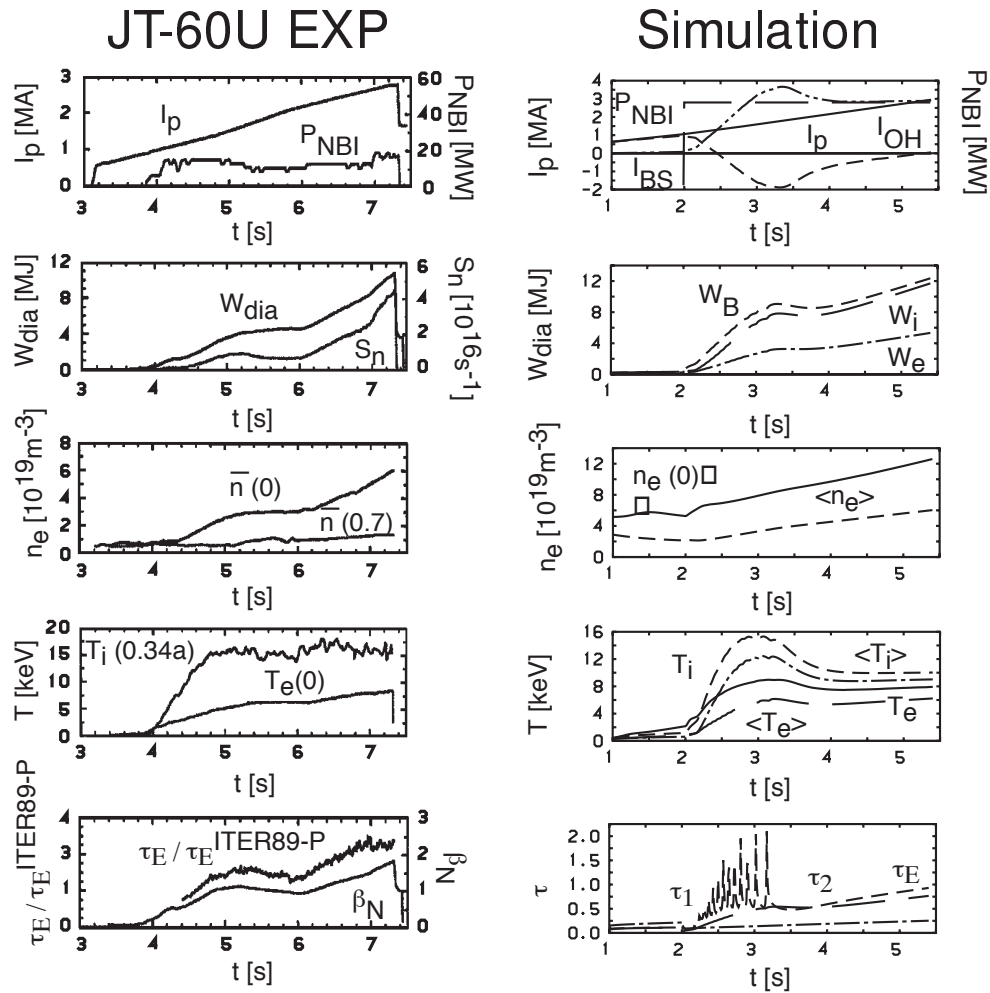 JT-60U EXP
I_p [MA]
3
2
1
0
I_p
P_NBI
60
40
20
0
P_NBI [MW]
3 4 5 6 7
t [s]
W_dia [MJ]
12
8
4
0
W_dia
S_n
6
4
2
0
S_n [10^16 s^-1]
3 4 5 6 7
t [s]
n_e [10^19 m^-3]
8
6
4
2
0
n̅ (0)
n̅ (0.7)
3 4 5 6 7
t [s]
T [keV]
20
15
10
5
0
T_i (0.34a)
T_e(0)
3 4 5 6 7
t [s]
τ_E / τ_E^ITER89-P
4
3
2
1
0
τ_E / τ_E^ITER89-P
β_N
3
2
1
0
β_N
3 4 5 6 7
t [s]
Simulation
I_p [MA]
4
3
2
1
0
-1
-2
P_NBI
I_p
I_OH
I_BS
P_NBI [MW]
1 2 3 4 5
t [s]
W_dia [MJ]
12
8
4
0
W_B
W_i
W_e
1 2 3 4 5
t [s]
n_e [10^19 m^-3]
12
8
4
0
n_e (0)
<n_e>
1 2 3 4 5
t [s]
T [keV]
16
12
8
4
0
T_i
<T_i>
T_e
<T_e>
1 2 3 4 5
t [s]
τ
2.0
1.5
1.0
0.5
0.0
τ_1
τ_2
τ_E
1 2 3 4 5
t [s]